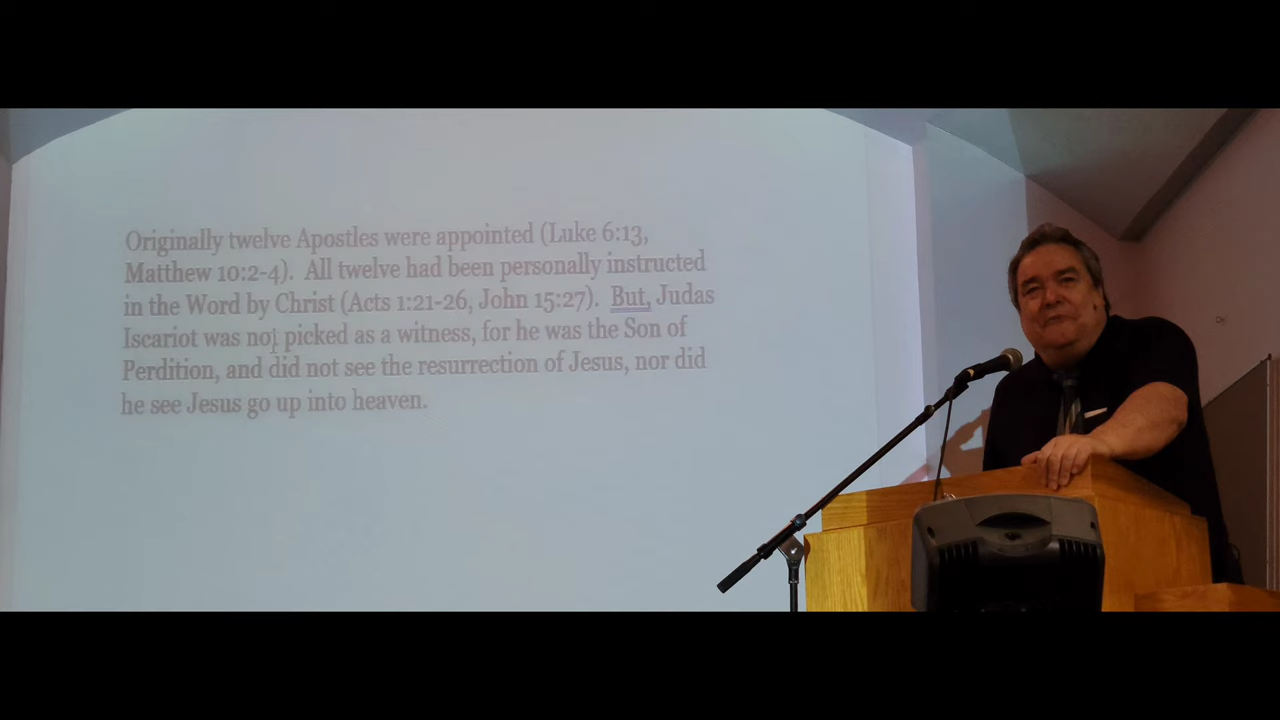 Originally twelve Apostles were appointed (Luke 6:13,
Matthew 10:2-4).  All twelve had been personally instructed
in the Word by Christ (Acts 1:21-26, John 15:27).  But, Judas
Iscariot was not picked as a witness, for he was the Son of
Perdition, and did not see the resurrection of Jesus, nor did
he see Jesus go up into heaven.